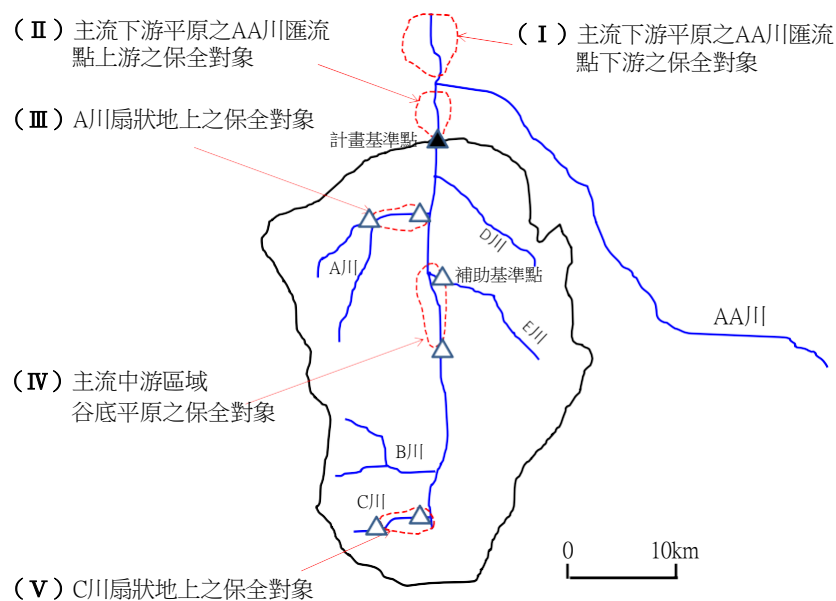 （Ⅱ）主流下游平原之AA川匯流
點上游之保全對象
（Ⅰ）主流下游平原之AA川匯流
點下游之保全對象
（Ⅲ）A川扇狀地上之保全對象
計畫基準點
D川
A川
補助基準點
E川
AA川
（Ⅳ）主流中游區域
谷底平原之保全對象
B川
C川
0 10km
（Ⅴ）C川扇狀地上之保全對象